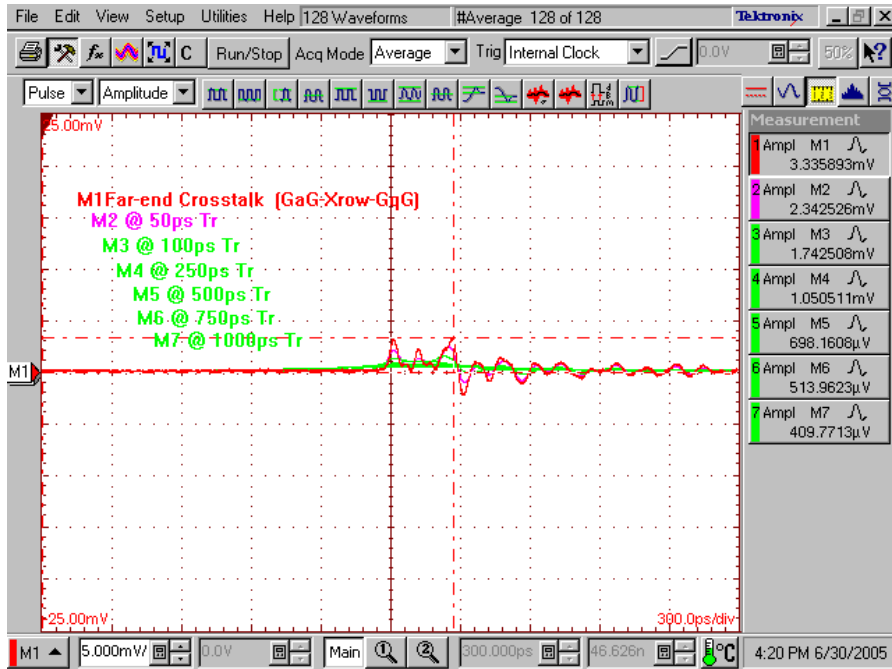 File Edit View Setup Utilities Help 128 Waveforms #Average 128 of 128 Tektronix
C Run/Stop Acq Mode Average Trig Internal Clock 0.0V 50%
Pulse Amplitude
Measurement
1 Ampl M1
3.335893mV
2 Ampl M2
2.342526mV
3 Ampl M3
1.742508mV
4 Ampl M4
1.050511mV
5 Ampl M5
698.1608µV
6 Ampl M6
513.9623µV
7 Ampl M7
409.7713µV
25.00mV
M1Far-end Crosstalk (GaG-Xrow-GqG)
M2 @ 50ps Tr
M3 @ 100ps Tr
M4 @ 250ps Tr
M5 @ 500ps Tr
M6 @ 750ps Tr
M7 @ 1000ps Tr
M1
-25.00mV 300.0ps/div
M1 5.000mV/ 0.0V Main 1 2 300.000ps 46.626n °C 4:20 PM 6/30/2005